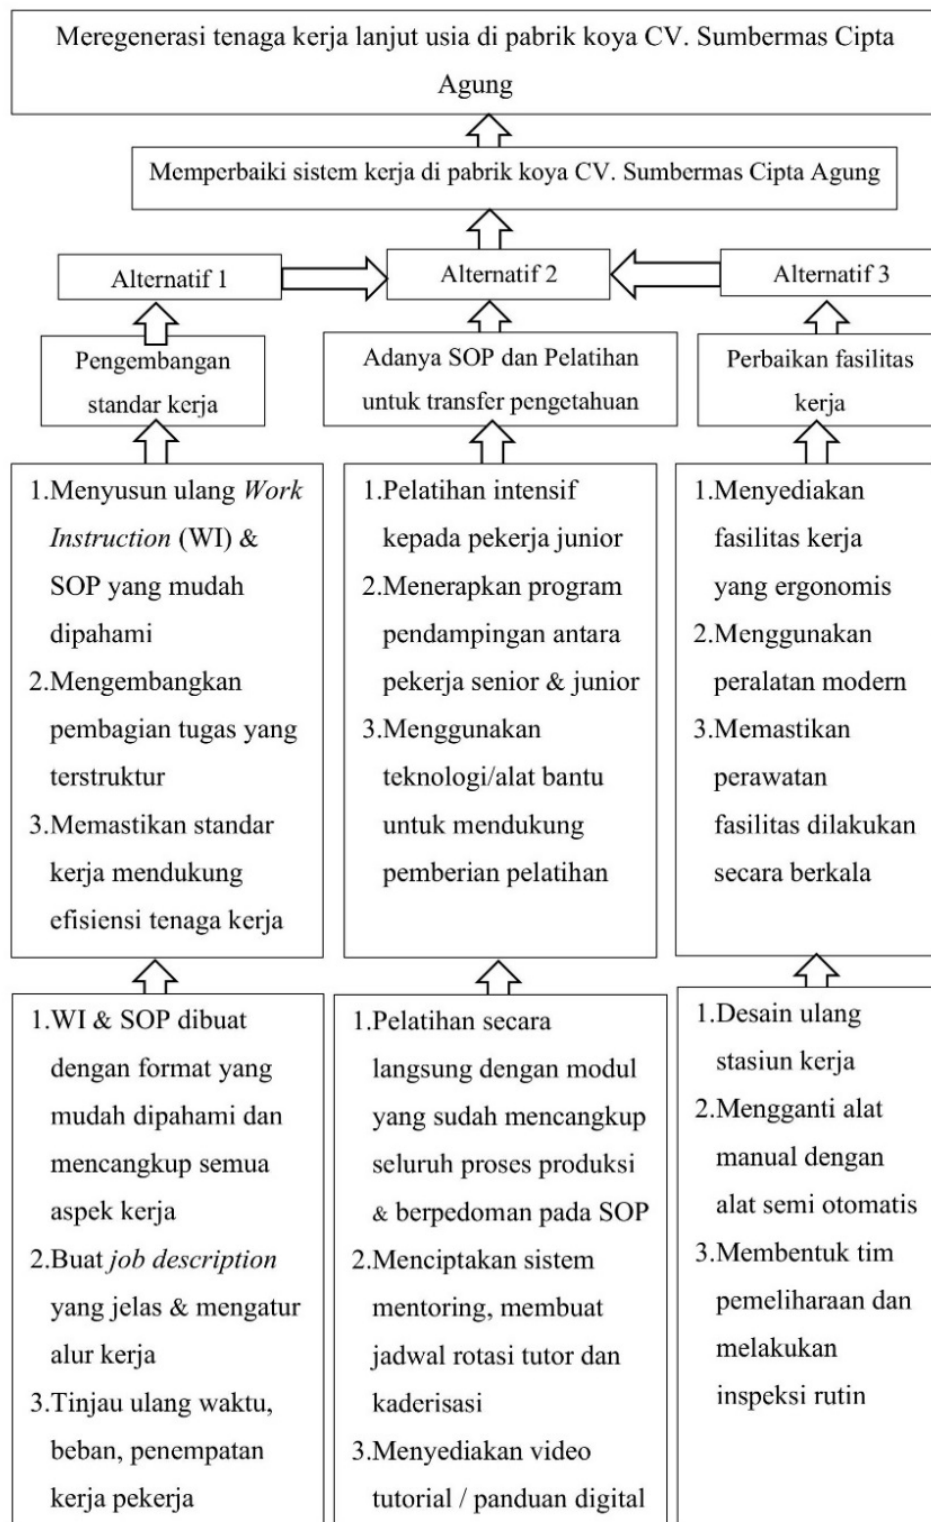 Meregenerasi tenaga kerja lanjut usia di pabrik koya CV. Sumbermas Cipta
Agung
Memperbaiki sistem kerja di pabrik koya CV. Sumbermas Cipta Agung
Alternatif 1
Alternatif 2
Alternatif 3
Pengembangan
standar kerja
Adanya SOP dan Pelatihan
untuk transfer pengetahuan
Perbaikan fasilitas
kerja
1.Menyusun ulang Work
Instruction (WI) &
SOP yang mudah
dipahami
2.Mengembangkan
pembagian tugas yang
terstruktur
3.Memastikan standar
kerja mendukung
efisiensi tenaga kerja
1.Pelatihan intensif
kepada pekerja junior
2.Menerapkan program
pendampingan antara
pekerja senior & junior
3.Menggunakan
teknologi/alat bantu
untuk mendukung
pemberian pelatihan
1.Menyediakan
fasilitas kerja
yang ergonomis
2.Menggunakan
peralatan modern
3.Memastikan
perawatan
fasilitas dilakukan
secara berkala
1.WI & SOP dibuat
dengan format yang
mudah dipahami dan
mencangkup semua
aspek kerja
2.Buat job description
yang jelas & mengatur
alur kerja
3.Tinjau ulang waktu,
beban, penempatan
kerja pekerja
1.Pelatihan secara
langsung dengan modul
yang sudah mencangkup
seluruh proses produksi
& berpedoman pada SOP
2.Menciptakan sistem
mentoring, membuat
jadwal rotasi tutor dan
kaderisasi
3.Menyediakan video
tutorial / panduan digital
1.Desain ulang
stasiun kerja
2.Mengganti alat
manual dengan
alat semi otomatis
3.Membentuk tim
pemeliharaan dan
melakukan
inspeksi rutin